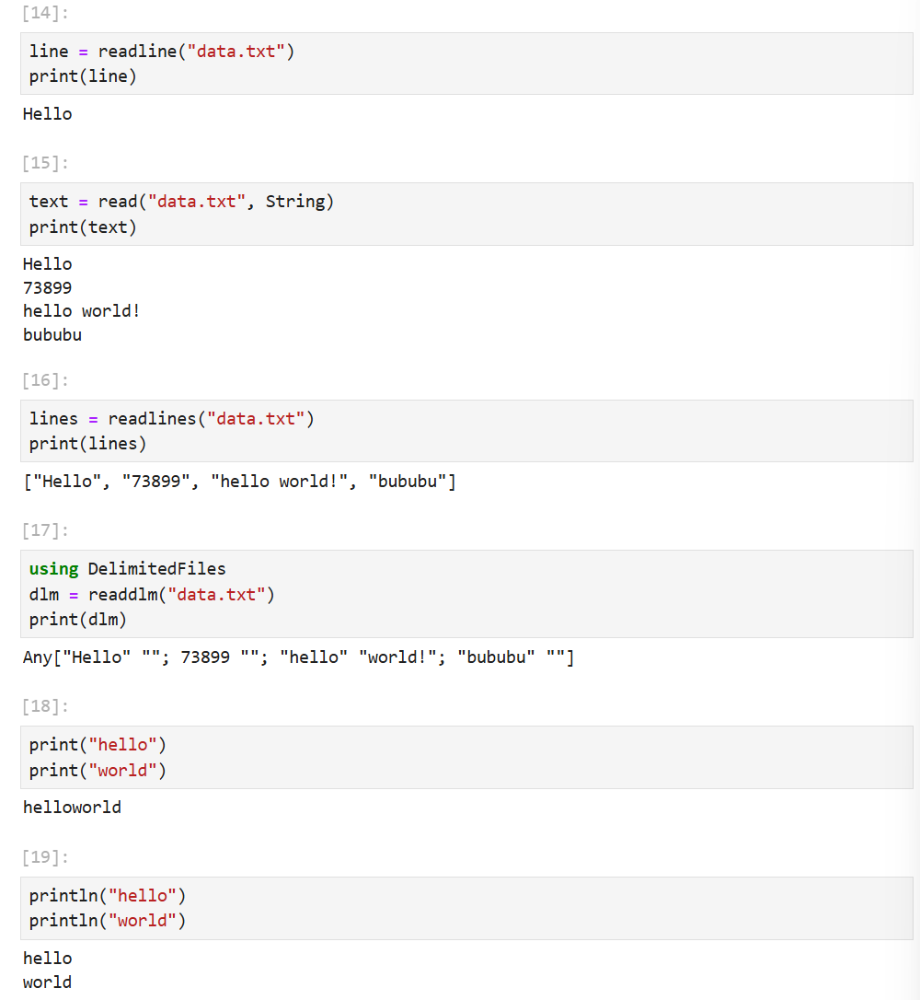 [14]:
line = readline("data.txt")
print(line)
Hello
[15]:
text = read("data.txt", String)
print(text)
Hello
73899
hello world!
bububu
[16]:
lines = readlines("data.txt")
print(lines)
["Hello", "73899", "hello world!", "bububu"]
[17]:
using DelimitedFiles
dlm = readdlm("data.txt")
print(dlm)
Any["Hello" ""; 73899 ""; "hello" "world!"; "bububu" ""]
[18]:
print("hello")
print("world")
helloworld
[19]:
println("hello")
println("world")
hello
world